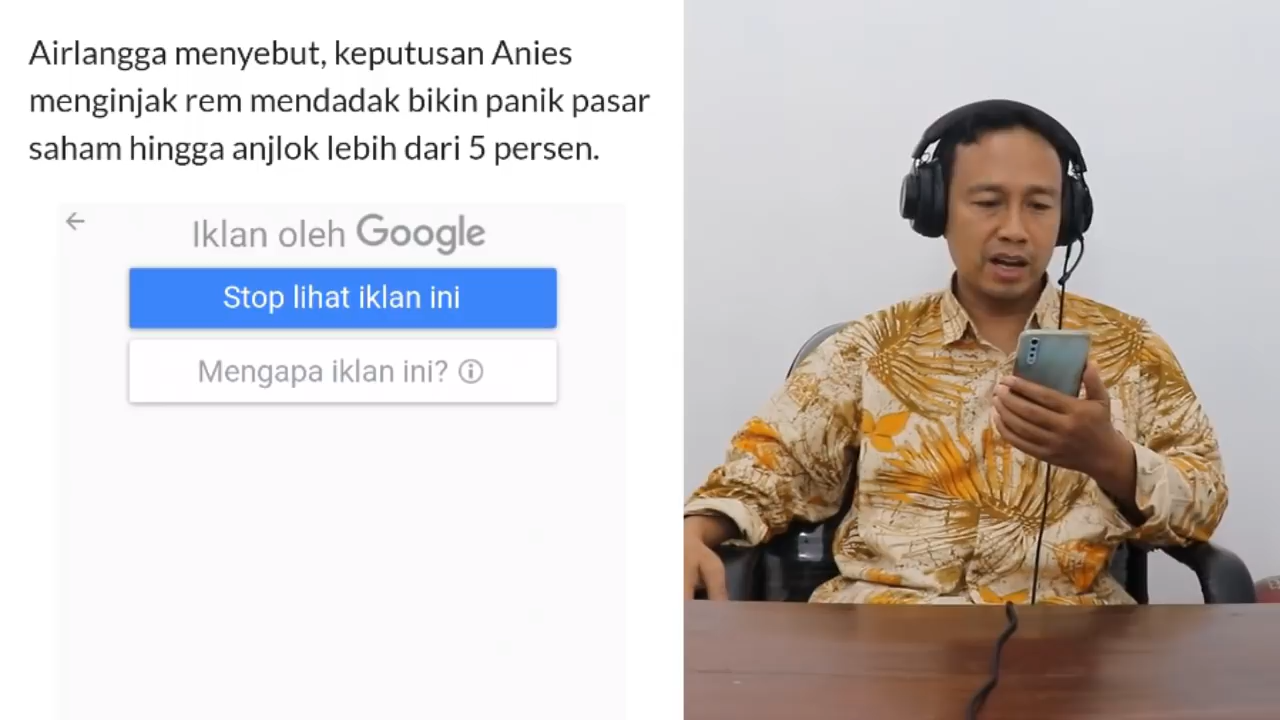 Airlangga menyebut, keputusan Anies
menginjak rem mendadak bikin panik pasar
saham hingga anjlok lebih dari 5 persen.
Iklan oleh Google
Stop lihat iklan ini
Mengapa iklan ini?